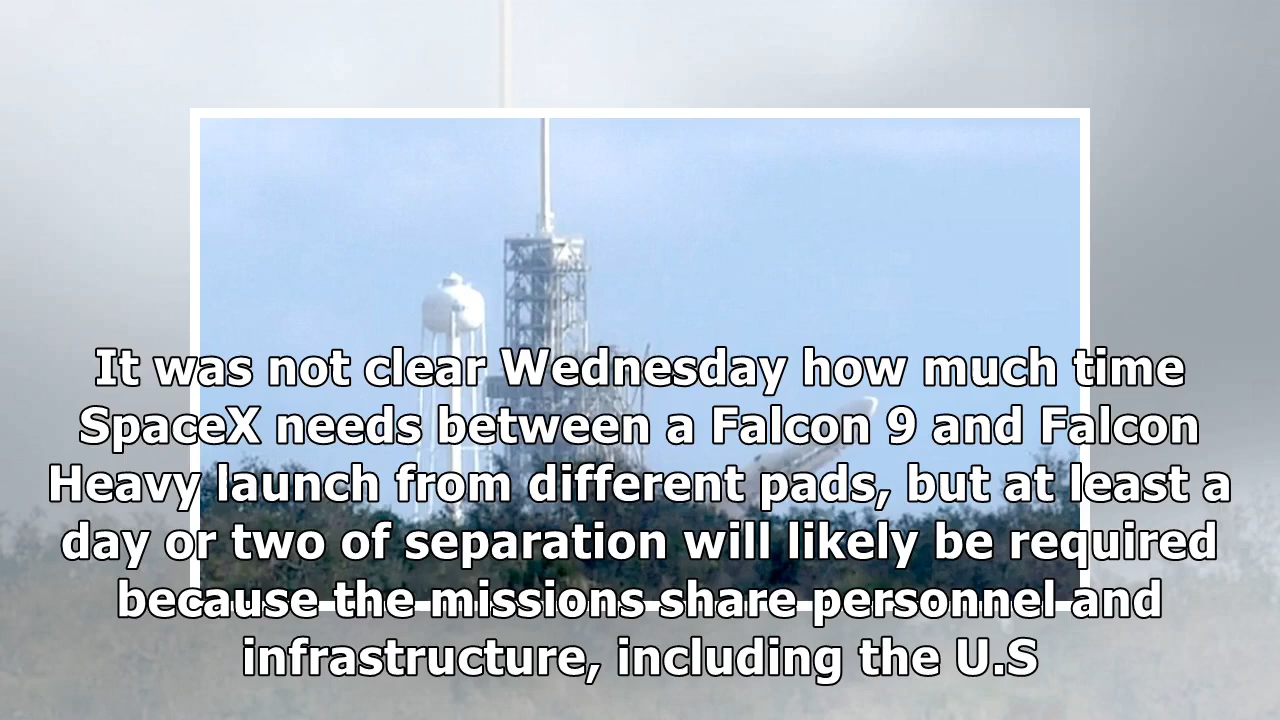 It was not clear Wednesday how much time
SpaceX needs between a Falcon 9 and Falcon
Heavy launch from different pads, but at least a
day or two of separation will likely be required
because the missions share personnel and
infrastructure, including the U.S